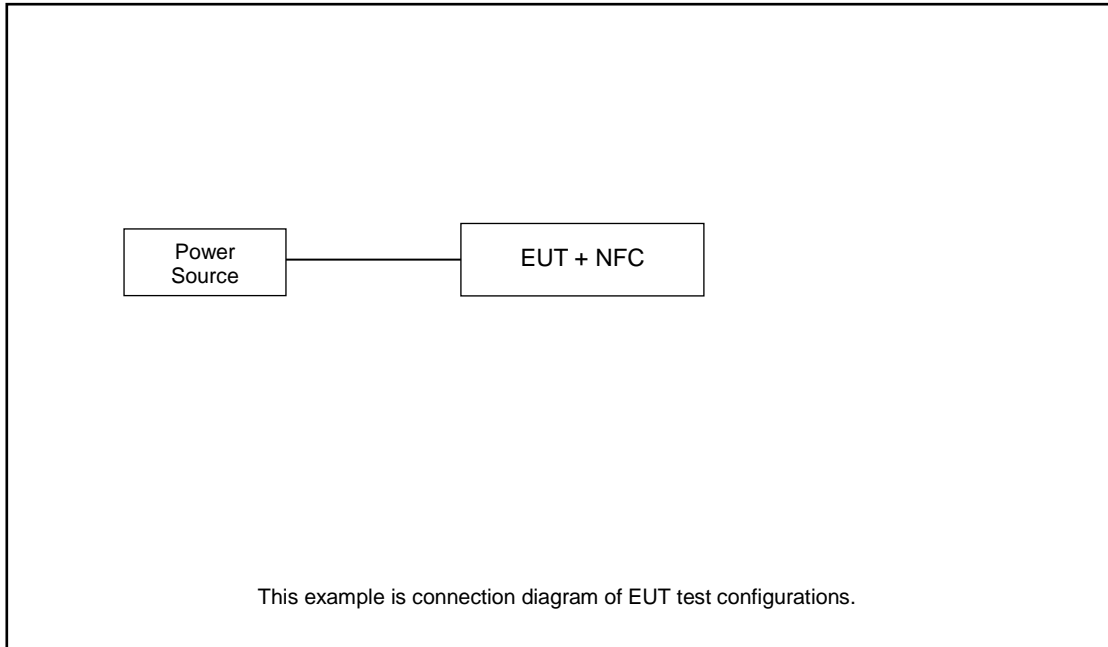 Power
Source
EUT + NFC
This example is connection diagram of EUT test configurations.